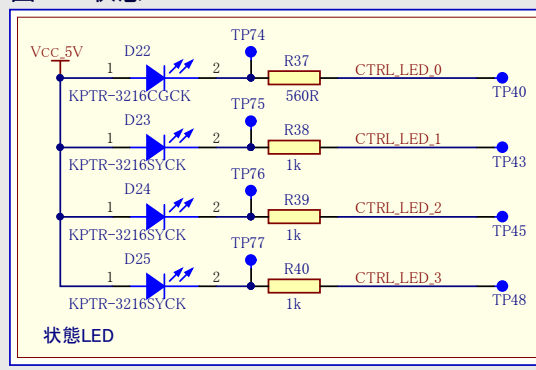 VCC_5V
D22
1
2
KPTR-3216CGCK
TP74
R37
560R
CTRL_LED_0
TP40
D23
1
2
KPTR-3216SYCK
TP75
R38
1k
CTRL_LED_1
TP43
D24
1
2
KPTR-3216SYCK
TP76
R39
1k
CTRL_LED_2
TP45
D25
1
2
KPTR-3216SYCK
TP77
R40
1k
CTRL_LED_3
TP48
状態LED